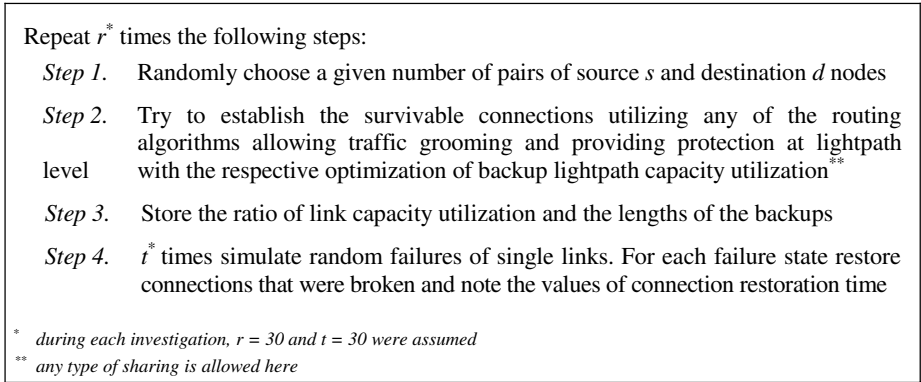 Repeat r* times the following steps:
Step 1. Randomly choose a given number of pairs of source s and destination d nodes
Step 2. Try to establish the survivable connections utilizing any of the routing
algorithms allowing traffic grooming and providing protection at lightpath
level with the respective optimization of backup lightpath capacity utilization**
Step 3. Store the ratio of link capacity utilization and the lengths of the backups
Step 4. t* times simulate random failures of single links. For each failure state restore
connections that were broken and note the values of connection restoration time
* during each investigation, r = 30 and t = 30 were assumed
** any type of sharing is allowed here